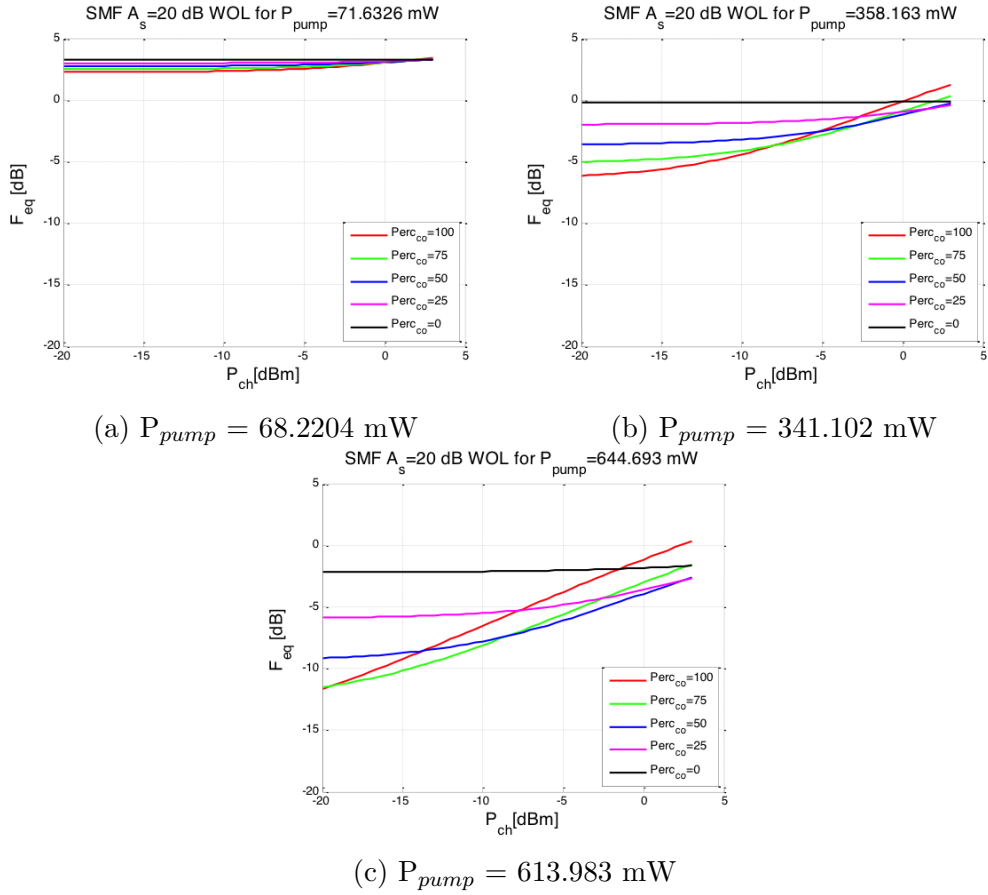 SMF A_s=20 dB WOL for P_pump=71.6326 mW
5
0
-5
-10
-15
-20
F_eq [dB]
Perc_co=100
Perc_co=75
Perc_co=50
Perc_co=25
Perc_co=0
-20 -15 -10 -5 0 5
P_ch[dBm]
(a) P_pump = 68.2204 mW
SMF A_s=20 dB WOL for P_pump=358.163 mW
5
0
-5
-10
-15
-20
F_eq [dB]
Perc_co=100
Perc_co=75
Perc_co=50
Perc_co=25
Perc_co=0
-20 -15 -10 -5 0 5
P_ch[dBm]
(b) P_pump = 341.102 mW
SMF A_s=20 dB WOL for P_pump=644.693 mW
5
0
-5
-10
-15
-20
F_eq [dB]
Perc_co=100
Perc_co=75
Perc_co=50
Perc_co=25
Perc_co=0
-20 -15 -10 -5 0 5
P_ch[dBm]
(c) P_pump = 613.983 mW